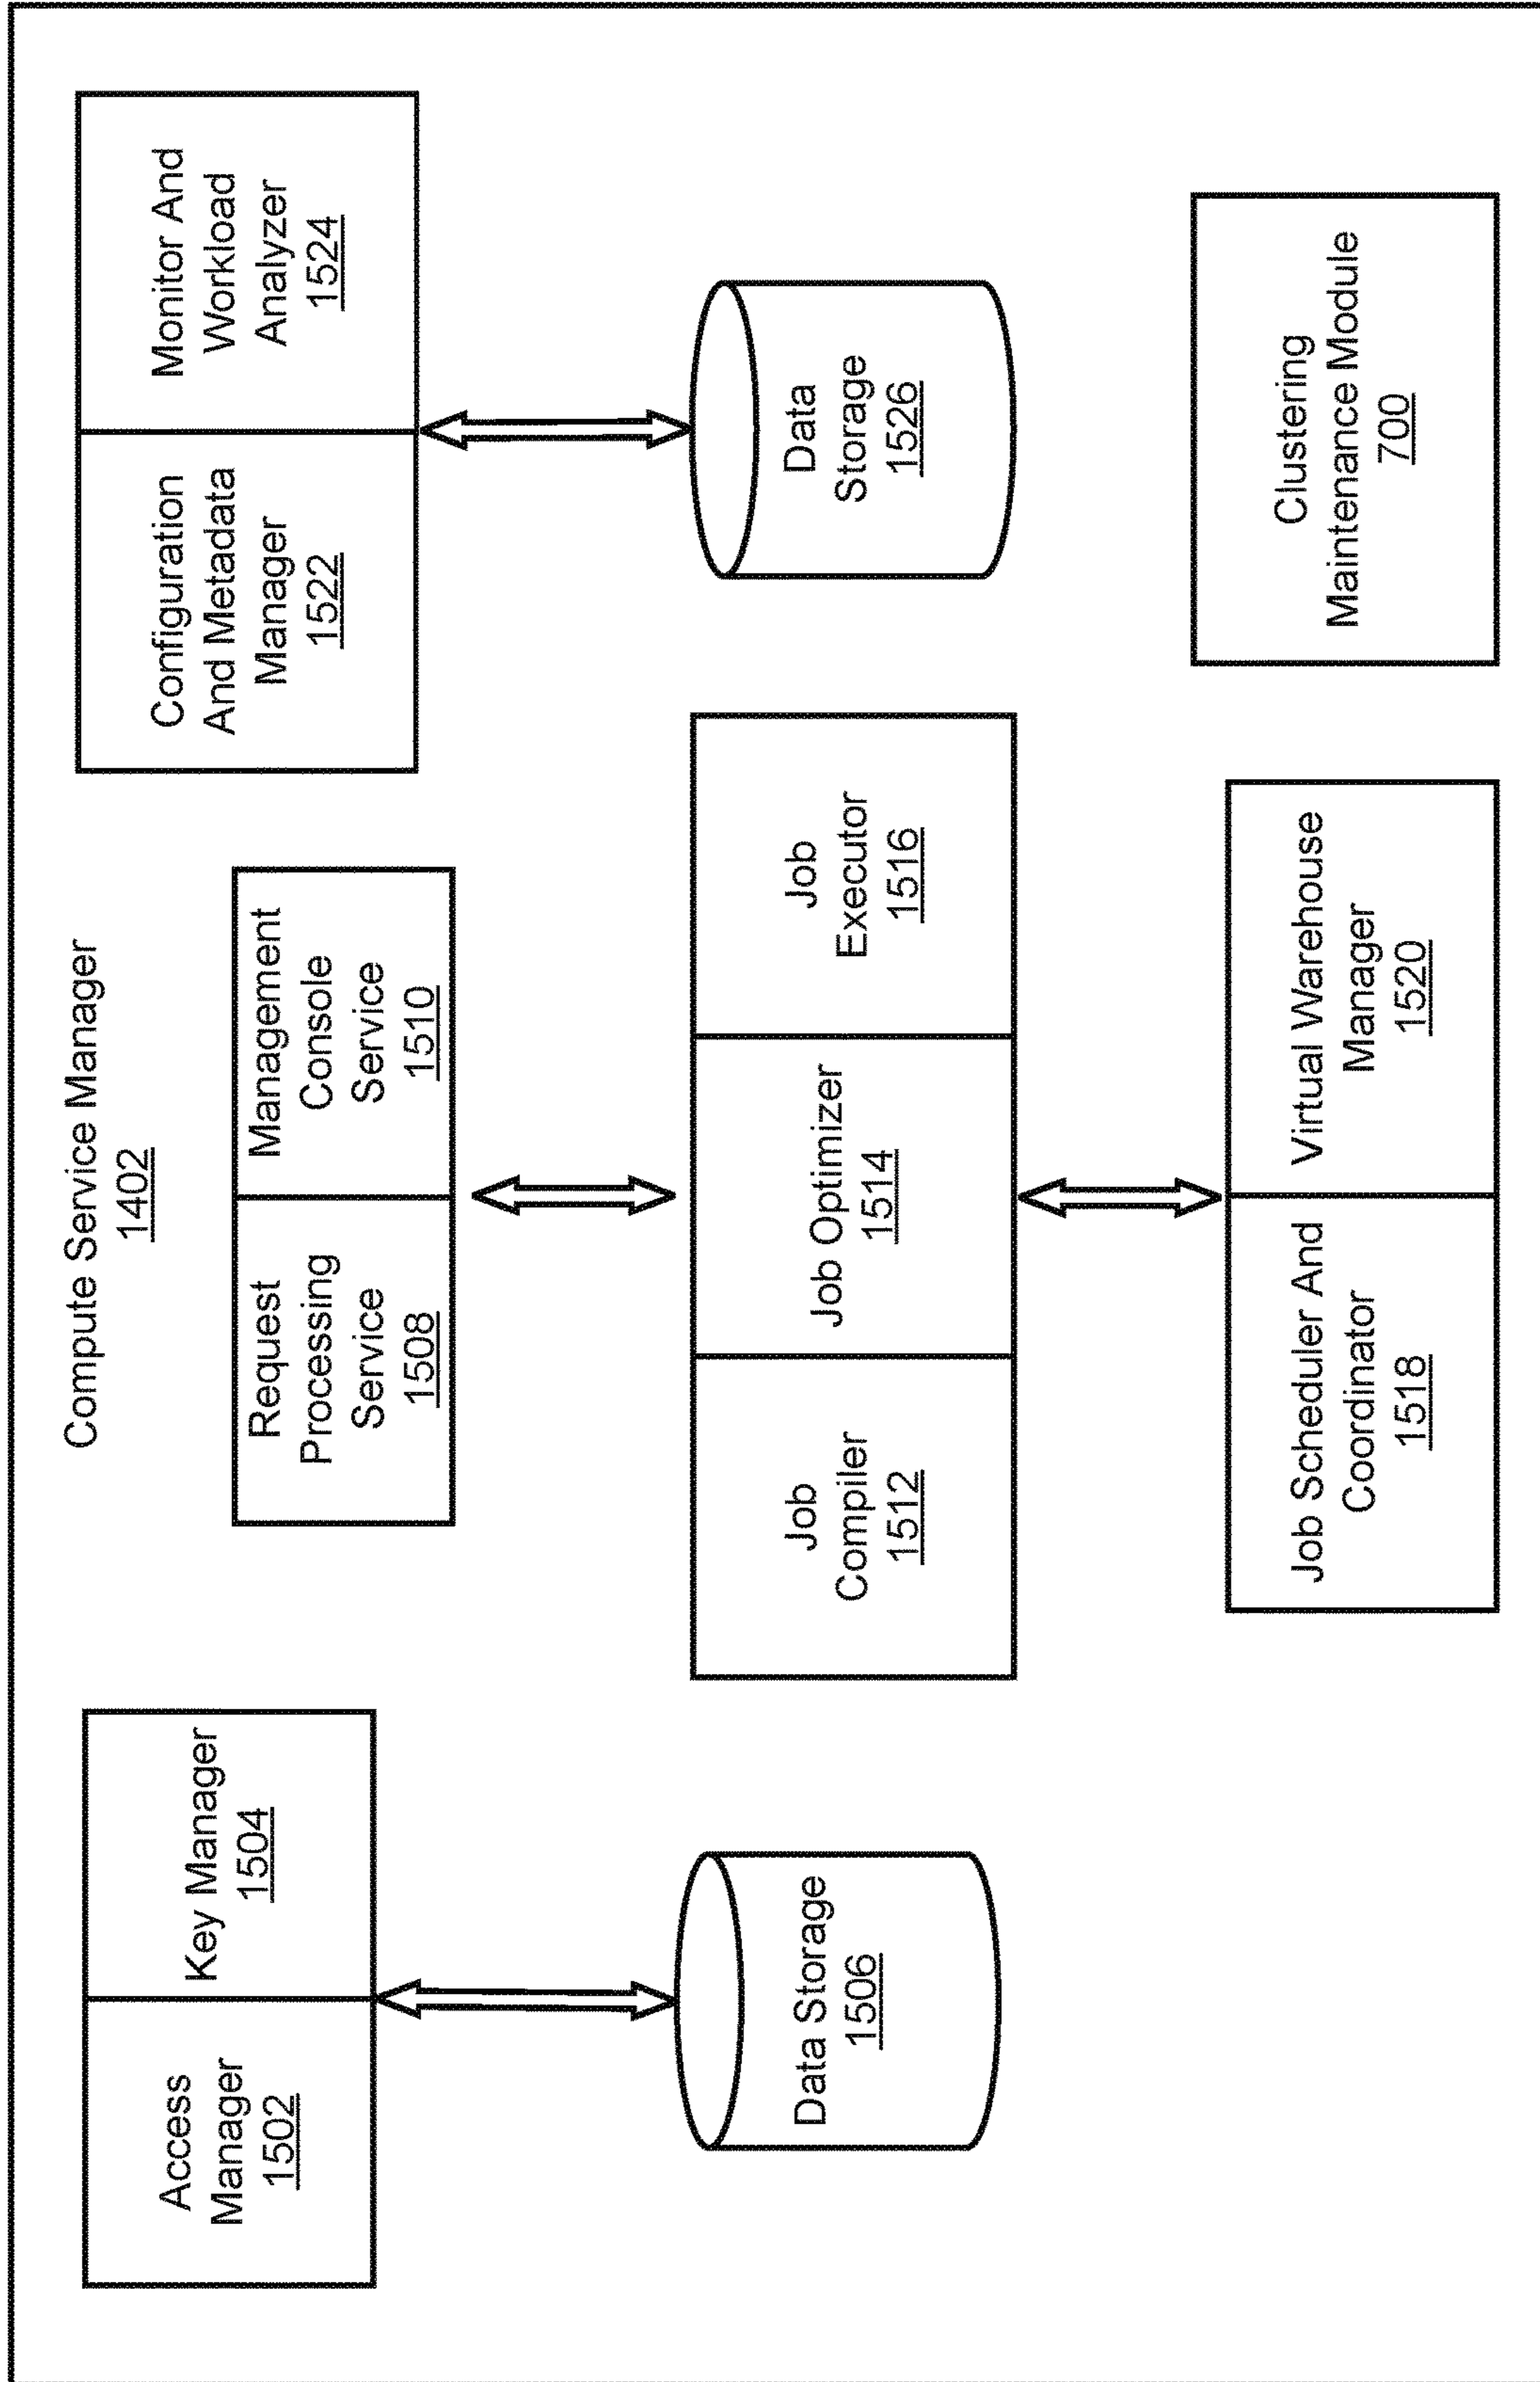 Compute Service Manager
1402
Access
Manager
1502
Key Manager
1504
Request
Processing
Service
1508
Management
Console
Service
1510
Configuration
And Metadata
Manager
1522
Monitor And
Workload
Analyzer
1524
Data Storage
1506
Job
Compiler
1512
Job Optimizer
1514
Job
Executor
1516
Data
Storage
1526
Job Scheduler And
Coordinator
1518
Virtual Warehouse
Manager
1520
Clustering
Maintenance Module
700